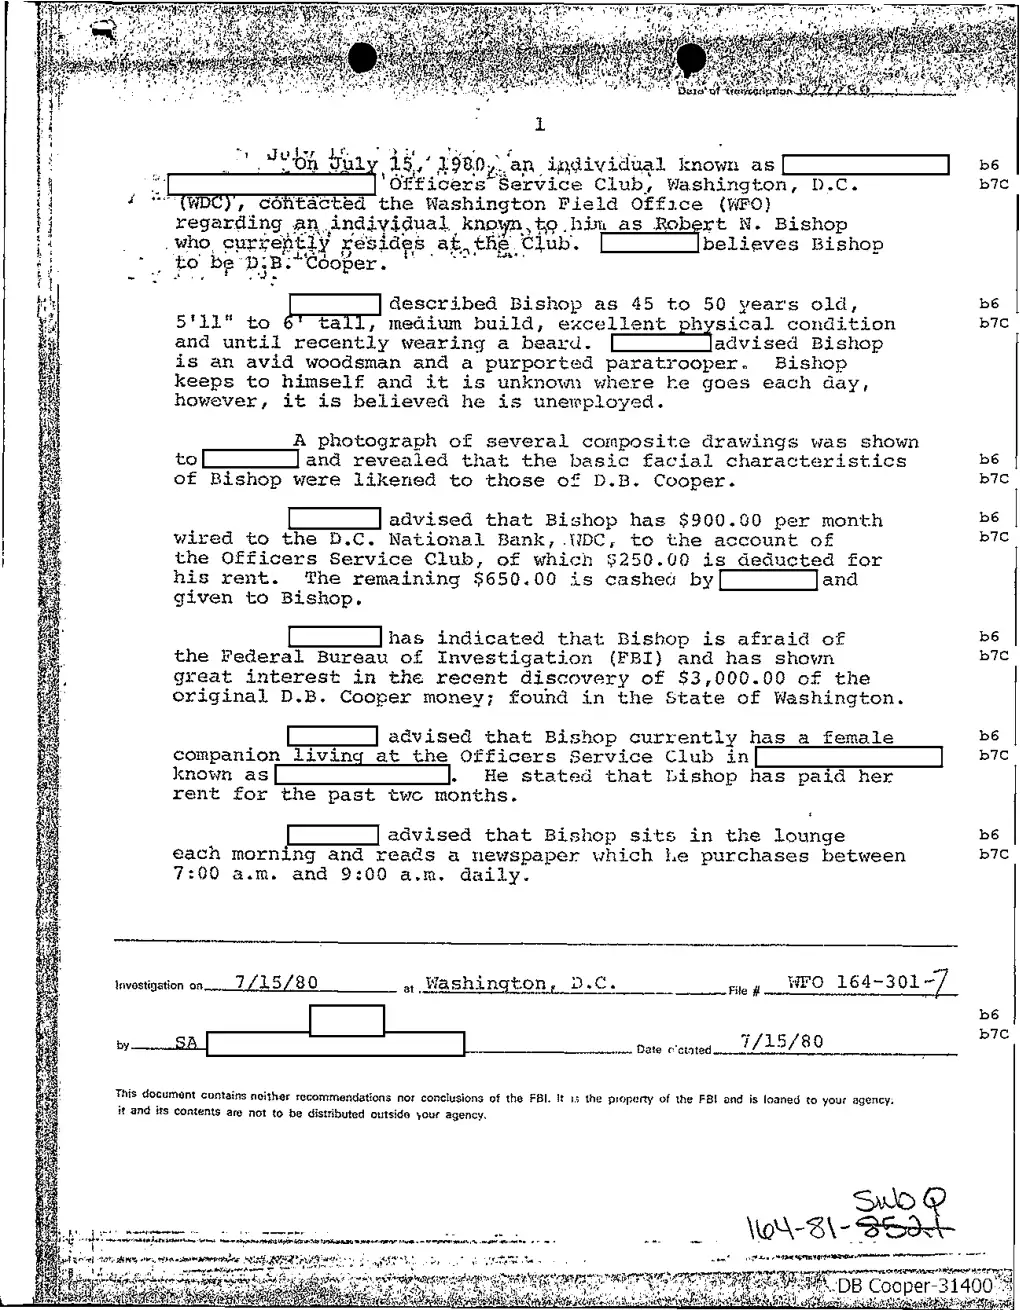 Date of transcription 8/7/80
1
On July 15, 1980, an individual known as
Officers Service Club, Washington, D.C.
(WDC), contacted the Washington Field Office (WFO)
regarding an individual known to him as Robert N. Bishop
who currently resides at the Club. believes Bishop
to be D.B. Cooper.
b6
b7C
described Bishop as 45 to 50 years old,
5'11" to 6' tall, medium build, excellent physical condition
and until recently wearing a beard. advised Bishop
is an avid woodsman and a purported paratrooper. Bishop
keeps to himself and it is unknown where he goes each day,
however, it is believed he is unemployed.
b6
b7C
A photograph of several composite drawings was shown
to and revealed that the basic facial characteristics
of Bishop were likened to those of D.B. Cooper.
b6
b7C
advised that Bishop has $900.00 per month
wired to the D.C. National Bank, WDC, to the account of
the Officers Service Club, of which $250.00 is deducted for
his rent. The remaining $650.00 is cashed by and
given to Bishop.
b6
b7C
has indicated that Bishop is afraid of
the Federal Bureau of Investigation (FBI) and has shown
great interest in the recent discovery of $3,000.00 of the
original D.B. Cooper money; found in the State of Washington.
b6
b7C
advised that Bishop currently has a female
companion living at the Officers Service Club in
known as . He stated that Bishop has paid her
rent for the past two months.
b6
b7C
advised that Bishop sits in the lounge
each morning and reads a newspaper which he purchases between
7:00 a.m. and 9:00 a.m. daily.
b6
b7C
Investigation on 7/15/80 at Washington, D.C. File # WFO 164-301-7
b6
b7C
by SA Date dictated 7/15/80
This document contains neither recommendations nor conclusions of the FBI. It is the property of the FBI and is loaned to your agency.
it and its contents are not to be distributed outside your agency.
Sub Q
164-81-8521
DB Cooper-31400